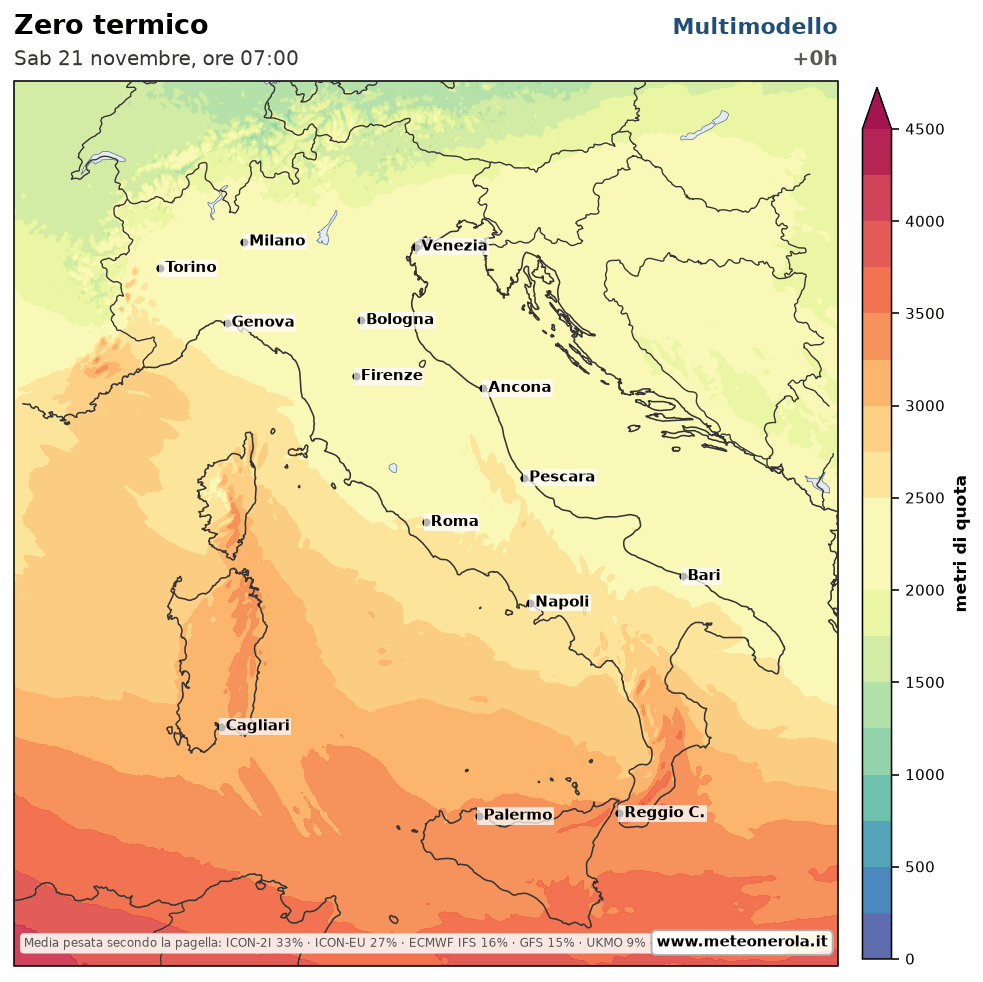 Zero termico
Multimodello
Sab 21 novembre, ore 07:00
+0h
4500
4000
3500
3000
2500
2000
1500
1000
500
0
metri di quota
Milano
Venezia
Torino
Genova
Bologna
Firenze
Ancona
Pescara
Roma
Bari
Napoli
Cagliari
Palermo
Reggio C.
Media pesata secondo la pagella: ICON-2I 33% · ICON-EU 27% · ECMWF IFS 16% · GFS 15% · UKMO 9%
www.meteonerola.it